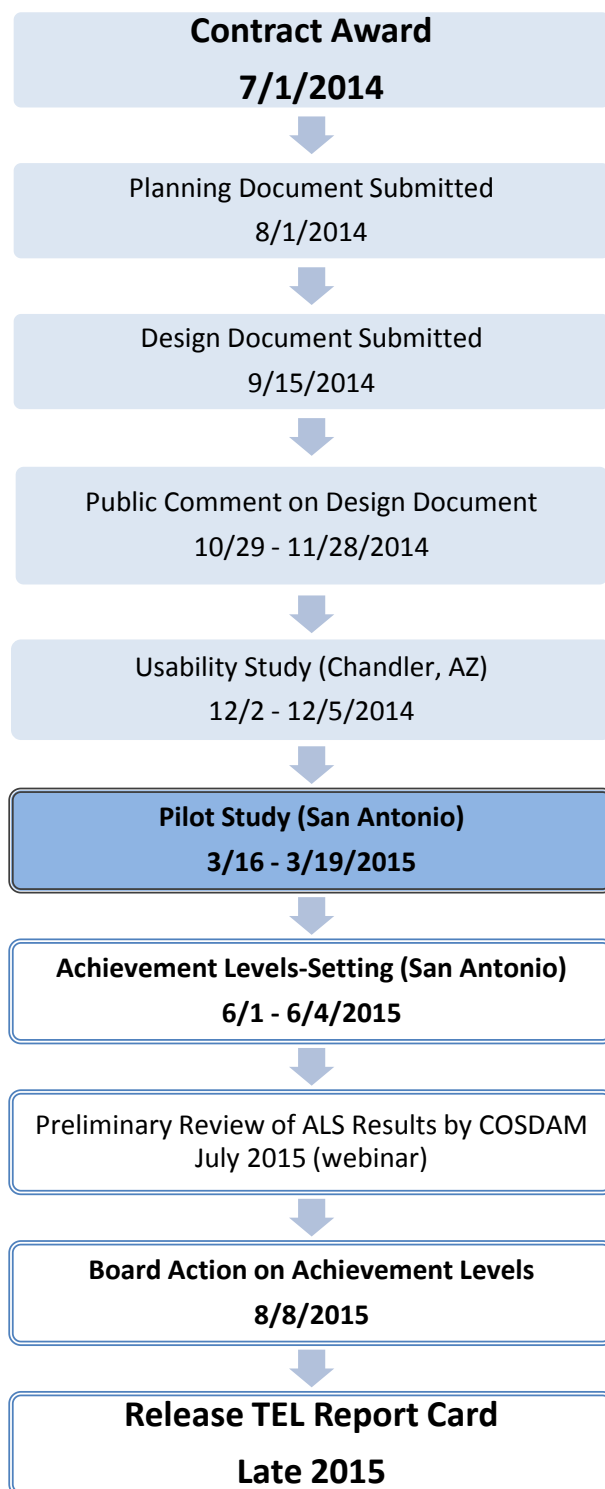 Contract Award
7/1/2014
Planning Document Submitted
8/1/2014
Design Document Submitted
9/15/2014
Public Comment on Design Document
10/29 - 11/28/2014
Usability Study (Chandler, AZ)
12/2 - 12/5/2014
Pilot Study (San Antonio)
3/16 - 3/19/2015
Achievement Levels-Setting (San Antonio)
6/1 - 6/4/2015
Preliminary Review of ALS Results by COSDAM
July 2015 (webinar)
Board Action on Achievement Levels
8/8/2015
Release TEL Report Card
Late 2015